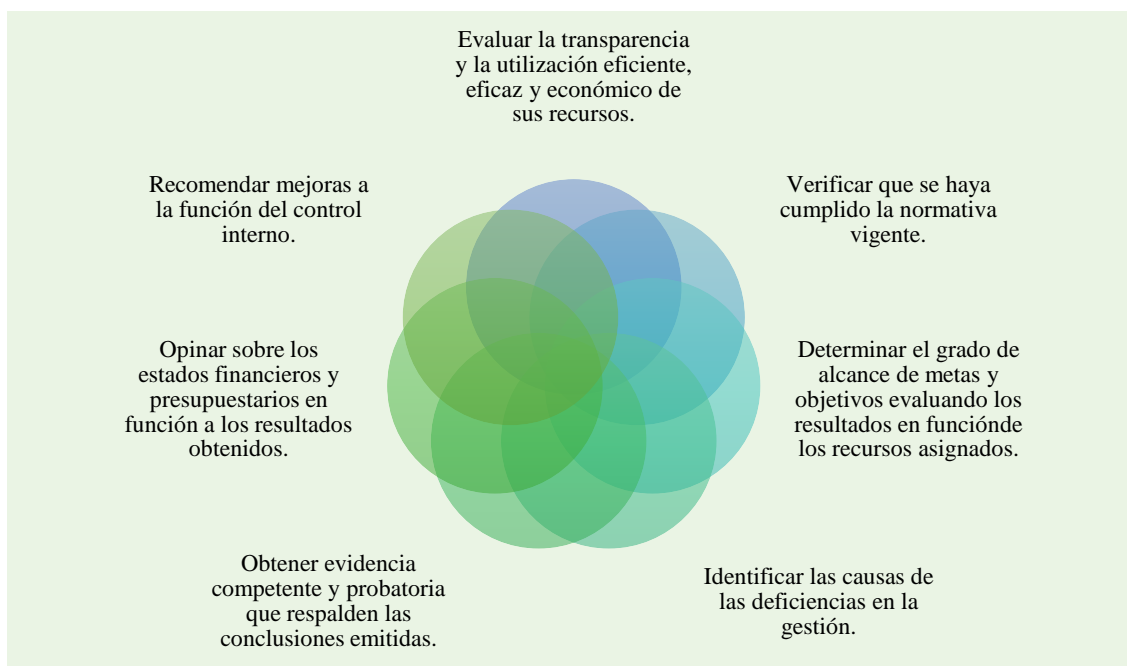 Evaluar la transparencia
y la utilización eficiente,
eficaz y económico de
sus recursos.
Verificar que se haya
cumplido la normativa
vigente.
Determinar el grado de
alcance de metas y
objetivos evaluando los
resultados en funciónde
los recursos asignados.
Identificar las causas de
las deficiencias en la
gestión.
Obtener evidencia
competente y probatoria
que respalden las
conclusiones emitidas.
Opinar sobre los
estados financieros y
presupuestarios en
función a los resultados
obtenidos.
Recomendar mejoras a
la función del control
interno.